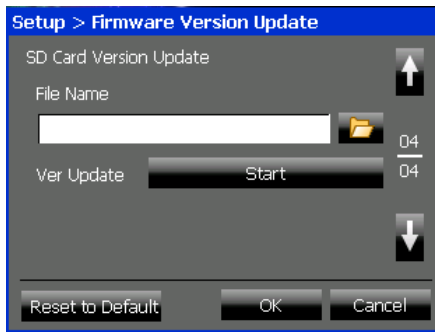 Setup > Firmware Version Update
SD Card Version Update
File Name
04
Ver Update Start 04
Reset to Default OK Cancel